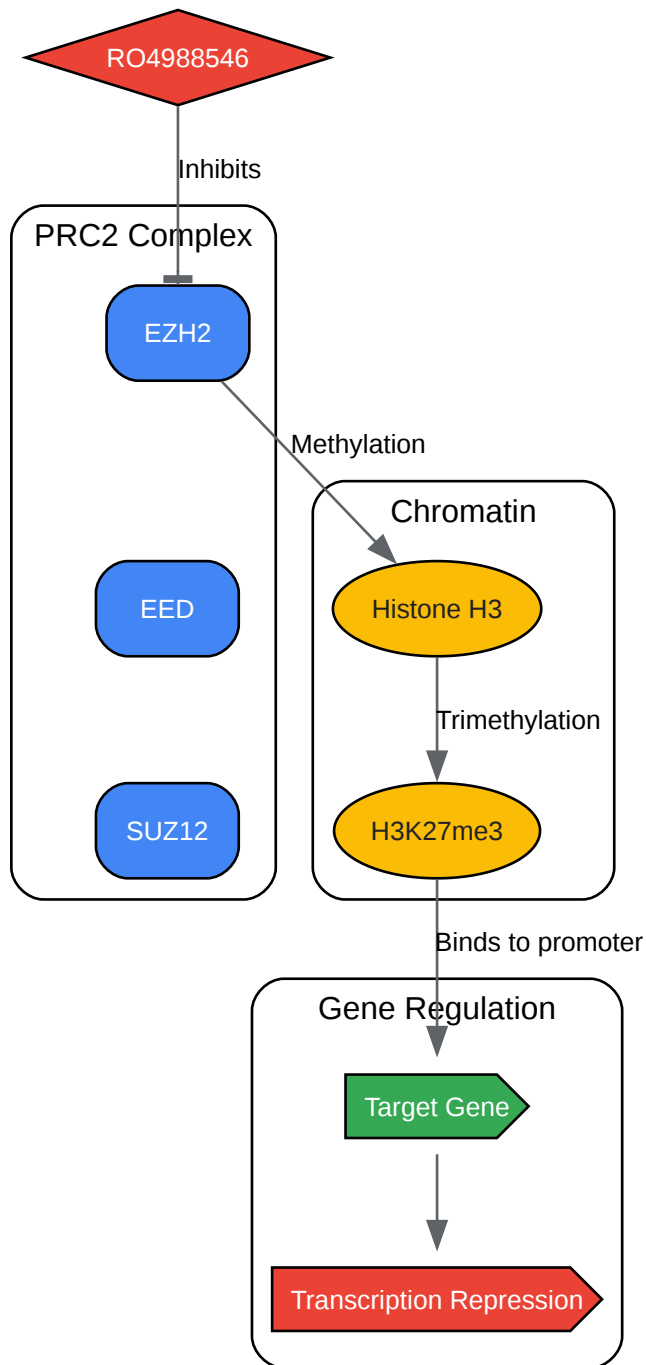 RO4988546
Inhibits
PRC2 Complex
EZH2
Methylation
Chromatin
EED
Histone H3
Trimethylation
SUZ12
H3K27me3
Binds to promoter
Gene Regulation
Target Gene
Transcription Repression